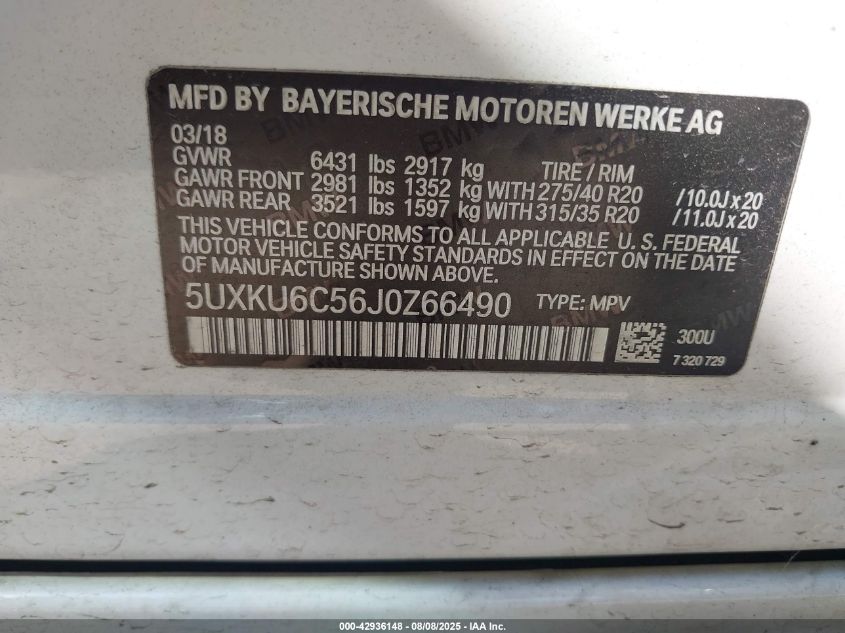 MFD BY BAYERISCHE MOTOREN WERKE AG
03/18
GVWR 6431 lbs 2917 kg TIRE / RIM
GAWR FRONT 2981 lbs 1352 kg WITH 275/40 R20 /10.0J x 20
GAWR REAR 3521 lbs 1597 kg WITH 315/35 R20 /11.0J x 20
THIS VEHICLE CONFORMS TO ALL APPLICABLE U. S. FEDERAL
MOTOR VEHICLE SAFETY STANDARDS IN EFFECT ON THE DATE
OF MANUFACTURE SHOWN ABOVE.
5UXKU6C56J0Z66490 TYPE: MPV
300U
7 320 729
000-42936148 - 08/08/2025 - IAA Inc.